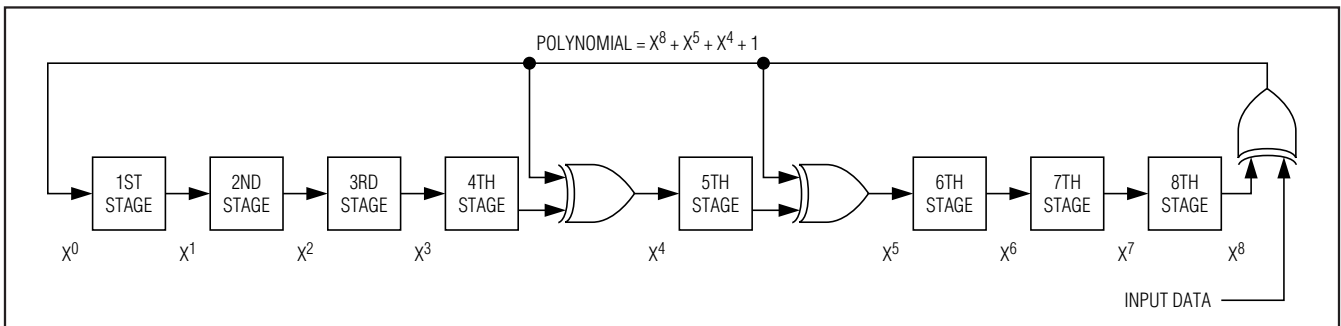 POLYNOMIAL = X⁸ + X⁵ + X⁴ + 1
1ST
STAGE
2ND
STAGE
3RD
STAGE
4TH
STAGE
5TH
STAGE
6TH
STAGE
7TH
STAGE
8TH
STAGE
X⁰ X¹ X² X³ X⁴ X⁵ X⁶ X⁷ X⁸
INPUT DATA